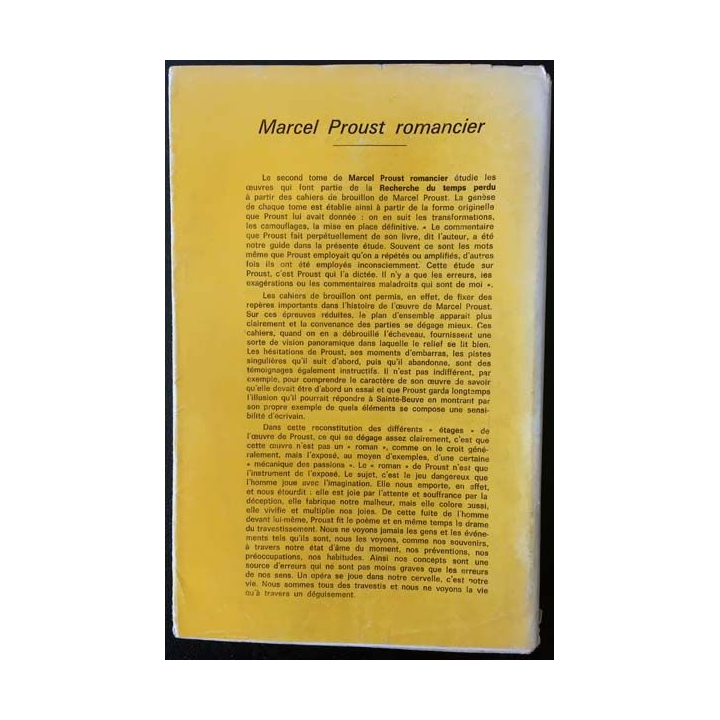 Marcel Proust romancier
Le second tome de Marcel Proust romancier étudie les
œuvres qui font partie de la Recherche du temps perdu
à partir des cahiers de brouillon de Marcel Proust. La genèse
de chaque tome est établie ainsi à partir de la forme originelle
que Proust lui avait donnée : on en suit les transformations,
les camouflages, la mise en place définitive. « Le commentaire
que Proust fait perpétuellement de son livre, dit l'auteur, a été
notre guide dans la présente étude. Souvent ce sont les mots
même que Proust employait qu'on a répétés ou amplifiés, d'autres
fois ils ont été employés inconsciemment. Cette étude sur
Proust, c'est Proust qui l'a dictée. Il n'y a que les erreurs, les
exagérations ou les commentaires maladroits qui sont de moi ».
Les cahiers de brouillon ont permis, en effet, de fixer des
repères importants dans l'histoire de l'œuvre de Marcel Proust.
Sur ces épreuves réduites, le plan d'ensemble apparait plus
clairement et la convenance des parties se dégage mieux. Ces
cahiers, quand on en a débrouillé l'écheveau, fournissent une
sorte de vision panoramique dans laquelle le relief se lit bien.
Les hésitations de Proust, ses moments d'embarras, les pistes
singulières qu'il suit d'abord, puis qu'il abandonne, sont des
témoignages également instructifs. Il n'est pas indifférent, par
exemple, pour comprendre le caractère de son œuvre de savoir
qu'elle devait être d'abord un essai et que Proust garda longtemps
l'illusion qu'il pourrait répondre à Sainte-Beuve en montrant par
son propre exemple de quels éléments se compose une sensi-
bilité d'écrivain.
Dans cette reconstitution des différents « étages » de
l'œuvre de Proust, ce qui se dégage assez clairement, c'est que
cette œuvre n'est pas un « roman », comme on le croit géné-
ralement, mais l'exposé, au moyen d'exemples, d'une certaine
« mécanique des passions ». Le « roman » de Proust n'est que
l'instrument de l'exposé. Le sujet, c'est le jeu dangereux que
l'homme joue avec l'imagination. Elle nous emporte, en effet,
et nous étourdit : elle est joie par l'attente et souffrance par la
déception, elle fabrique notre malheur, mais elle colore aussi,
elle vivifie et multiplie nos joies. De cette fuite de l'homme
devant lui-même, Proust fit le poème et en même temps le drame
du travestissement. Nous ne voyons jamais les gens et les événe-
ments tels qu'ils sont, nous les voyons, comme nos souvenirs,
à travers notre état d'âme du moment, nos préventions, nos
préoccupations, nos habitudes. Ainsi nos concepts sont une
source d'erreurs qui ne sont pas moins graves que les erreurs
de nos sens. Un opéra se joue dans notre cervelle, c'est notre
vie. Nous sommes tous des travestis et nous ne voyons la vie
qu'à travers un déguisement.